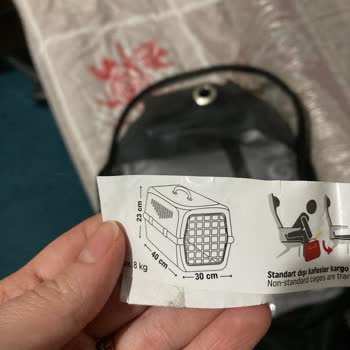 23 cm
40 cm
30 cm
8 kg
Standart dışı kafesler kargo
Non-standard cages are tran